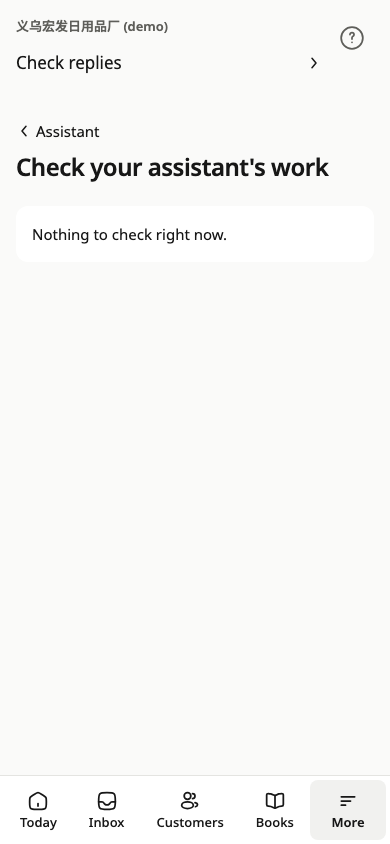 义乌宏发日用品厂 (demo)
Check replies
Assistant
Check your assistant's work
Nothing to check right now.
Today
Inbox
Customers
Books
More